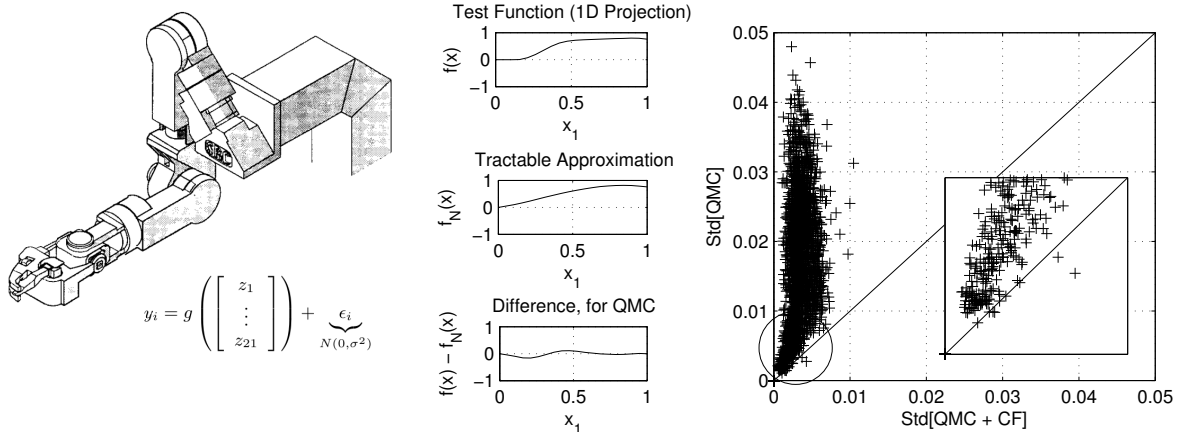 y_i = g ( [ z_1 ⋮ z_21 ] ) + ϵ_i
N(0,σ²)
Test Function (1D Projection)
f(x)
1
0
−1
0
0.5
1
x_1
Tractable Approximation
f_N(x)
1
0
−1
0
0.5
1
x_1
Difference, for QMC
f(x) − f_N(x)
1
0
−1
0
0.5
1
x_1
Std[QMC]
0.05
0.04
0.03
0.02
0.01
0
0
0.01
0.02
0.03
0.04
0.05
Std[QMC + CF]